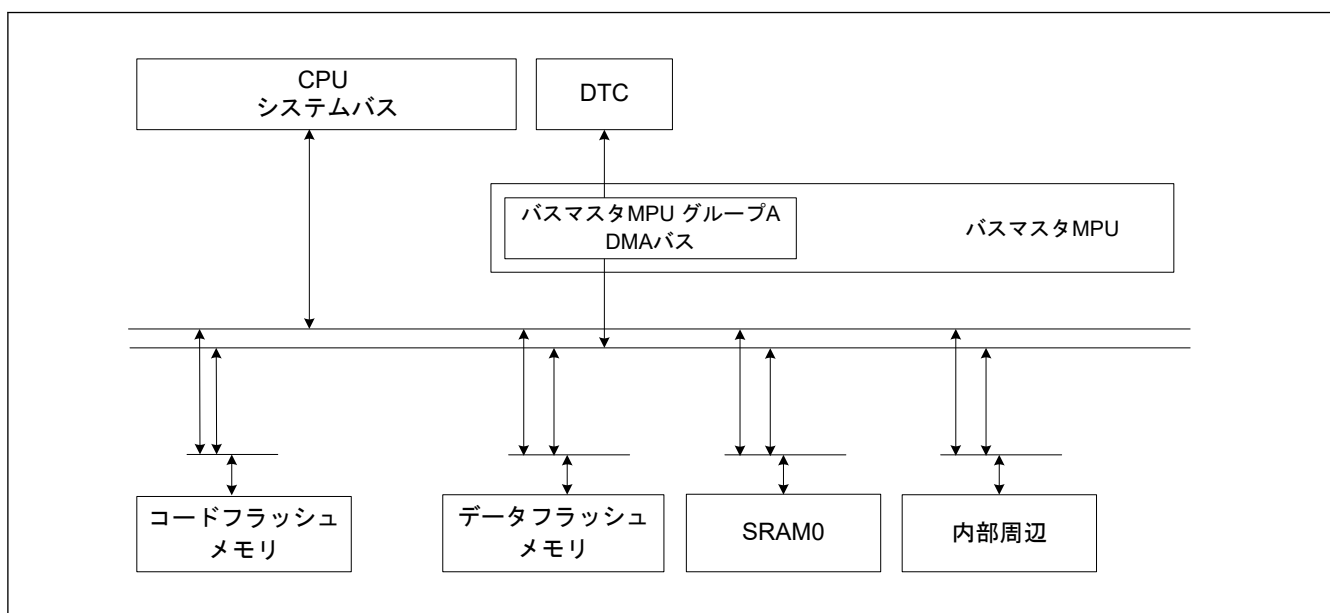 CPU
システムバス
DTC
バスマスタMPU グループA
DMAバス
バスマスタMPU
コードフラッシュ
メモリ
データフラッシュ
メモリ
SRAM0
内部周辺